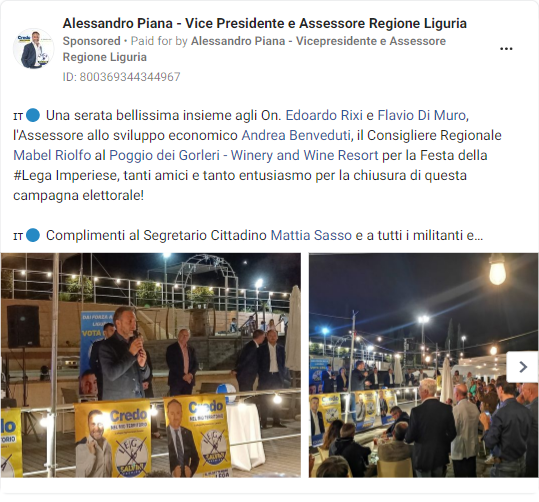 Alessandro Piana - Vice Presidente e Assessore Regione Liguria
Sponsored • Paid for by Alessandro Piana - Vicepresidente e Assessore
Regione Liguria
ID: 800369344344967
IT🔵 Una serata bellissima insieme agli On. Edoardo Rixi e Flavio Di Muro,
l'Assessore allo sviluppo economico Andrea Benveduti, il Consigliere Regionale
Mabel Riolfo al Poggio dei Gorleri - Winery and Wine Resort per la Festa della
#Lega Imperiese, tanti amici e tanto entusiasmo per la chiusura di questa
campagna elettorale!
IT🔵 Complimenti al Segretario Cittadino Mattia Sasso e a tutti i militanti e...
VOTA
Credo
Credo
LEGA
SALVINI
LEGA
Credo